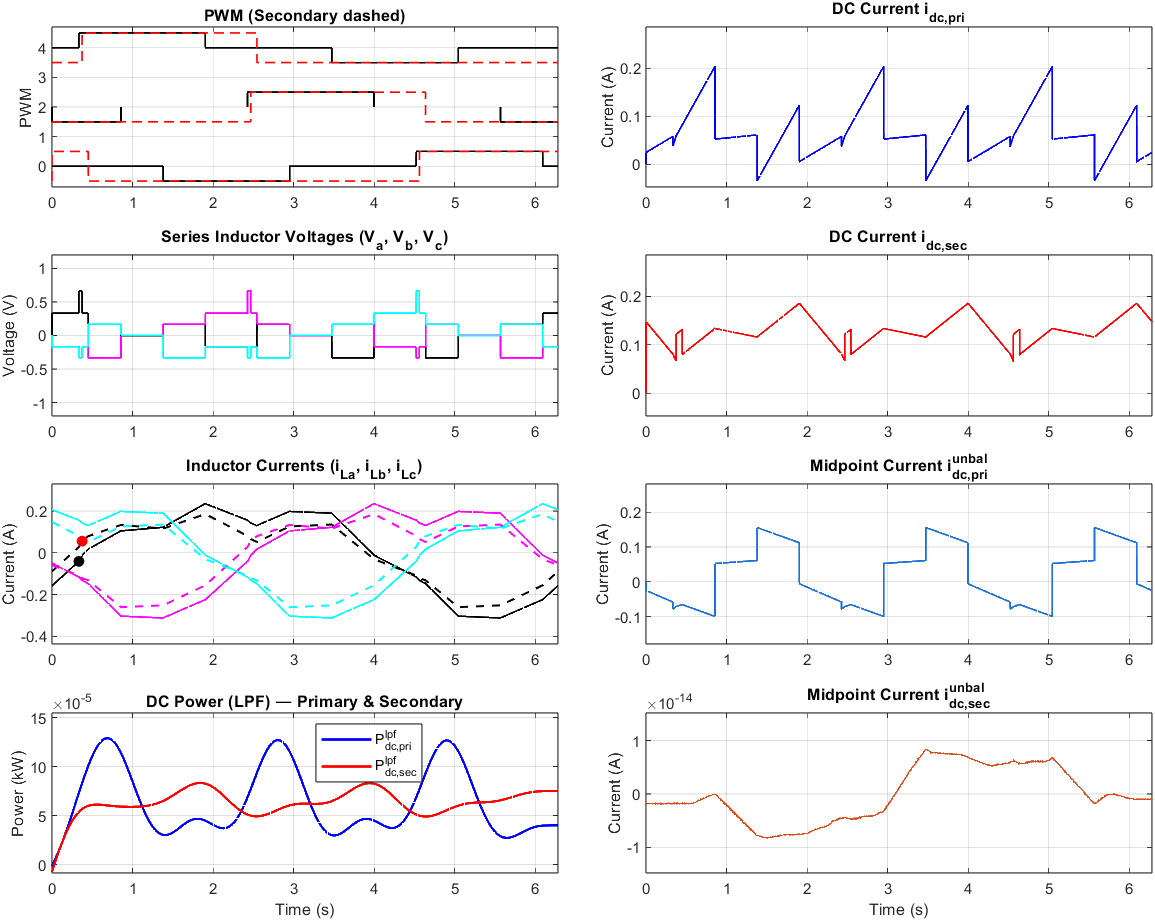 PWM (Secondary dashed)
PWM
4
3
2
1
0
0 1 2 3 4 5 6
DC Current i_dc,pri
Current (A)
0.2
0.1
0
0 1 2 3 4 5 6
Series Inductor Voltages (V_a, V_b, V_c)
Voltage (V)
1
0.5
0
-0.5
-1
0 1 2 3 4 5 6
DC Current i_dc,sec
Current (A)
0.2
0.1
0
0 1 2 3 4 5 6
Inductor Currents (i_La, i_Lb, i_Lc)
Current (A)
0.2
0
-0.2
-0.4
0 1 2 3 4 5 6
Midpoint Current i^unbal_dc,pri
Current (A)
0.2
0.1
0
-0.1
0 1 2 3 4 5 6
DC Power (LPF) — Primary & Secondary
×10^-5
Power (kW)
15
10
5
0
P^lpf_dc,pri
P^lpf_dc,sec
0 1 2 3 4 5 6
Time (s)
Midpoint Current i^unbal_dc,sec
×10^-14
Current (A)
1
0
-1
0 1 2 3 4 5 6
Time (s)